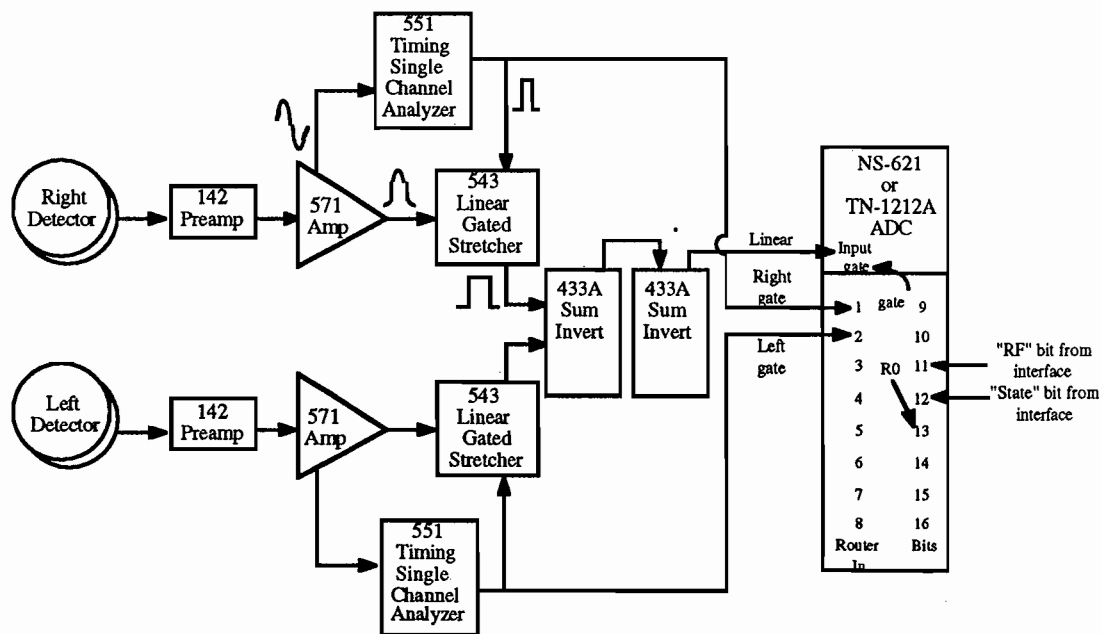 551
Timing
Single
Channel
Analyzer
Right
Detector
142
Preamp
571
Amp
543
Linear
Gated
Stretcher
433A
Sum
Invert
433A
Sum
Invert
Linear
Right
gate
Left
gate
NS-621
or
TN-1212A
ADC
Input
gate
gate
1 9
2 10
3 R0 11
4 12
5 13
6 14
7 15
8 16
Router Bits
In
"RF" bit from
interface
"State" bit from
interface
Left
Detector
142
Preamp
571
Amp
543
Linear
Gated
Stretcher
551
Timing
Single
Channel
Analyzer